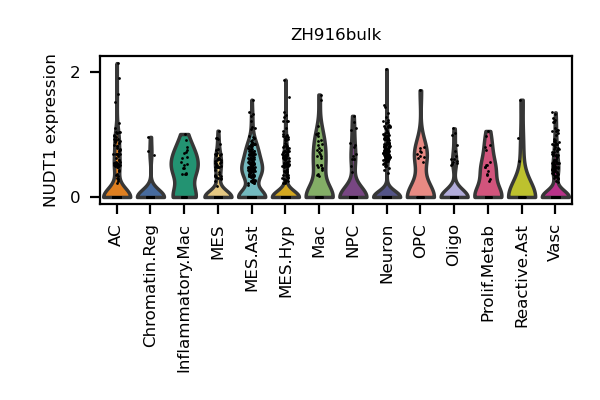 ZH916bulk
NUDT1 expression
2
0
AC
Chromatin.Reg
Inflammatory.Mac
MES
MES.Ast
MES.Hyp
Mac
NPC
Neuron
OPC
Oligo
Prolif.Metab
Reactive.Ast
Vasc